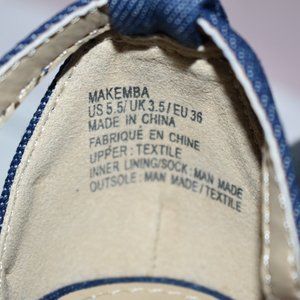 MAKEMBA
US 5.5/ UK 3.5/ EU 36
MADE IN CHINA
FABRIQUÉ EN CHINE
UPPER: TEXTILE
INNER LINING/SOCK: MAN MADE
OUTSOLE: MAN MADE/TEXTILE